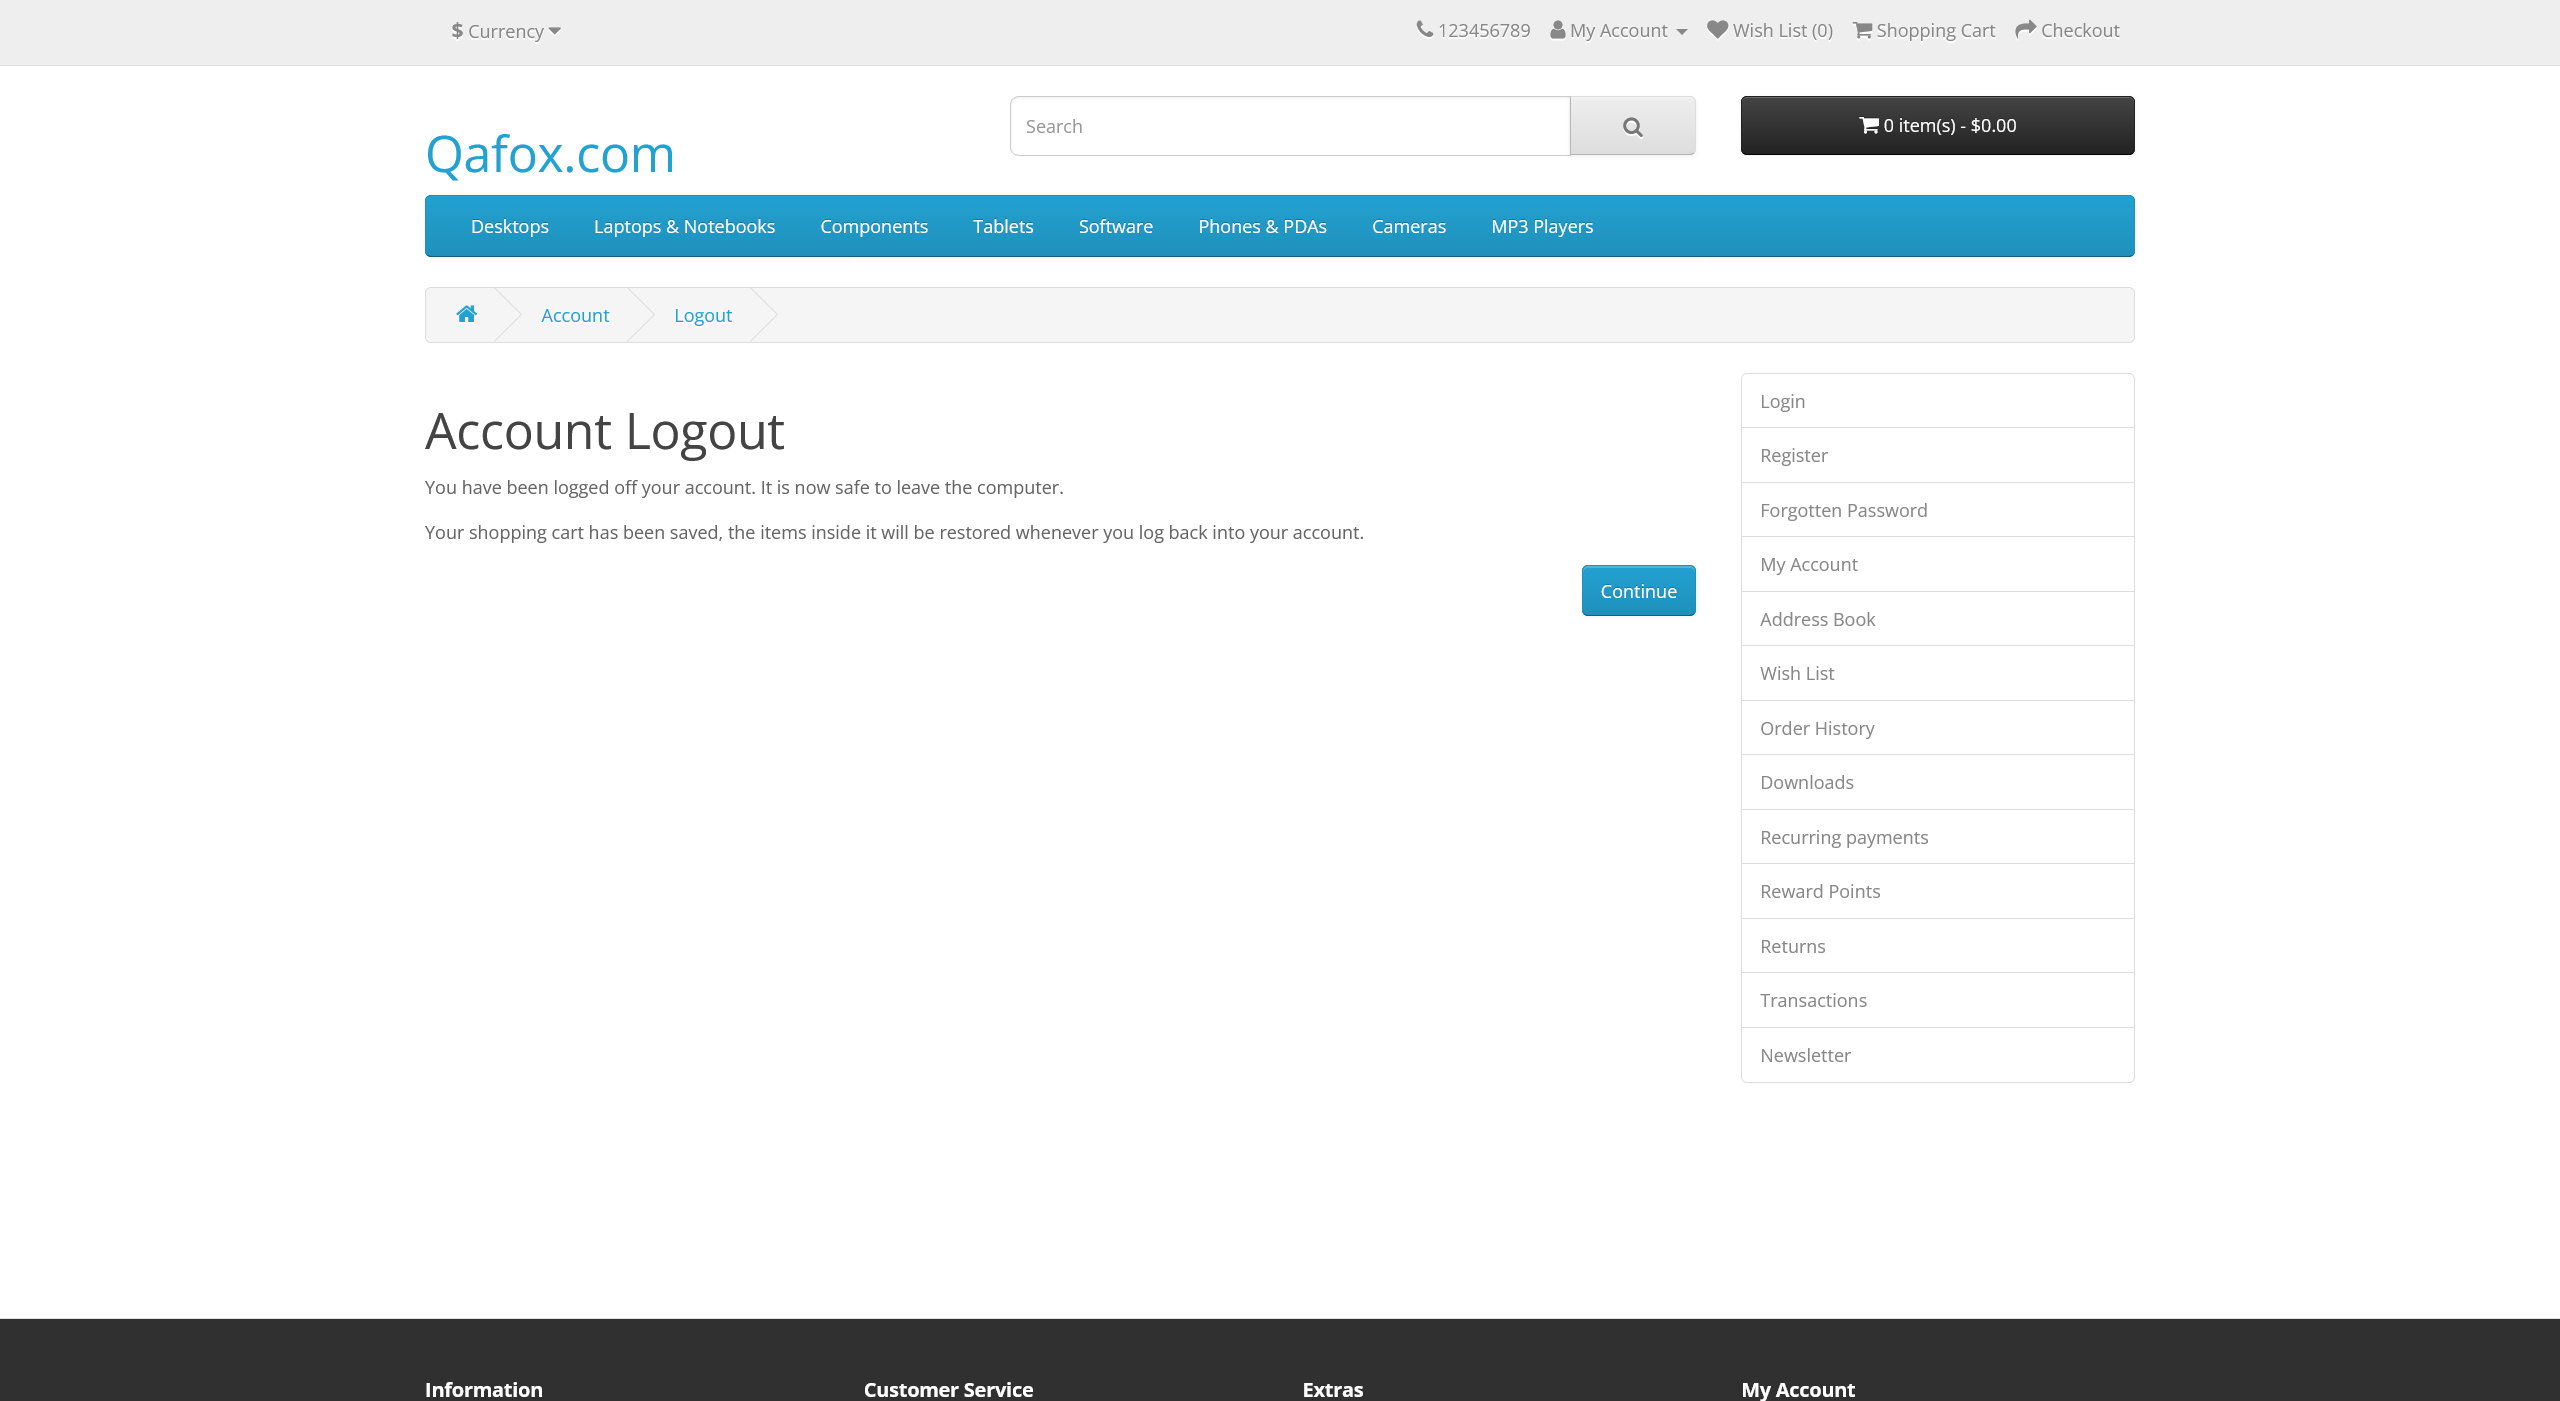 $ Currency
123456789
My Account
Wish List (0)
Shopping Cart
Checkout
Qafox.com
Search
0 item(s) - $0.00
Desktops
Laptops & Notebooks
Components
Tablets
Software
Phones & PDAs
Cameras
MP3 Players
Account
Logout
Account Logout
You have been logged off your account. It is now safe to leave the computer.
Your shopping cart has been saved, the items inside it will be restored whenever you log back into your account.
Continue
Login
Register
Forgotten Password
My Account
Address Book
Wish List
Order History
Downloads
Recurring payments
Reward Points
Returns
Transactions
Newsletter
Information
Customer Service
Extras
My Account